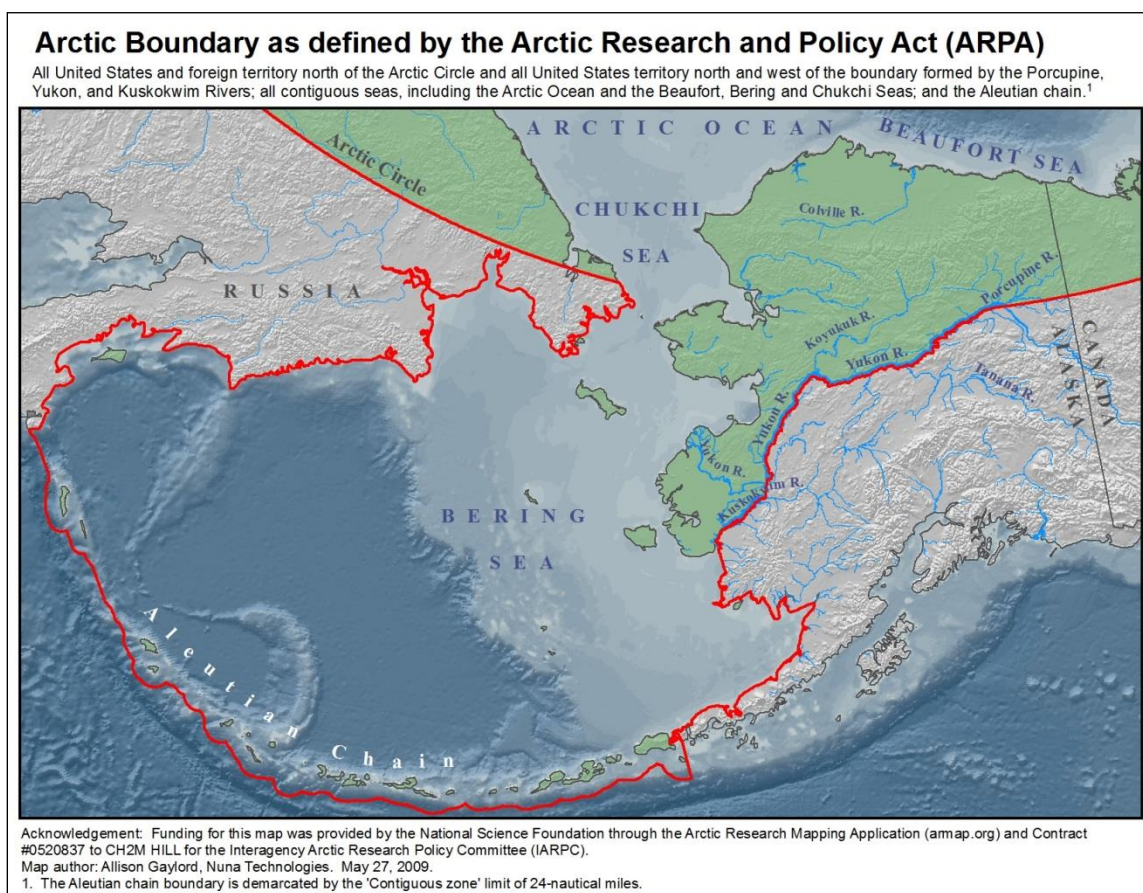 Arctic Boundary as defined by the Arctic Research and Policy Act (ARPA)
All United States and foreign territory north of the Arctic Circle and all United States territory north and west of the boundary formed by the Porcupine,
Yukon, and Kuskokwim Rivers; all contiguous seas, including the Arctic Ocean and the Beaufort, Bering and Chukchi Seas; and the Aleutian chain.¹
ARCTIC OCEAN
BEAUFORT SEA
Arctic Circle
CHUKCHI
SEA
Colville R.
RUSSIA
Porcupine R.
Koyukuk R.
Yukon R.
CANADA
ALASKA
Tanana R.
Yukon R.
Yukon R.
Kuskokwim R.
BERING
SEA
Aleutian Chain
Acknowledgement: Funding for this map was provided by the National Science Foundation through the Arctic Research Mapping Application (armap.org) and Contract
#0520837 to CH2M HILL for the Interagency Arctic Research Policy Committee (IARPC).
Map author: Allison Gaylord, Nuna Technologies. May 27, 2009.
1. The Aleutian chain boundary is demarcated by the 'Contiguous zone' limit of 24-nautical miles.